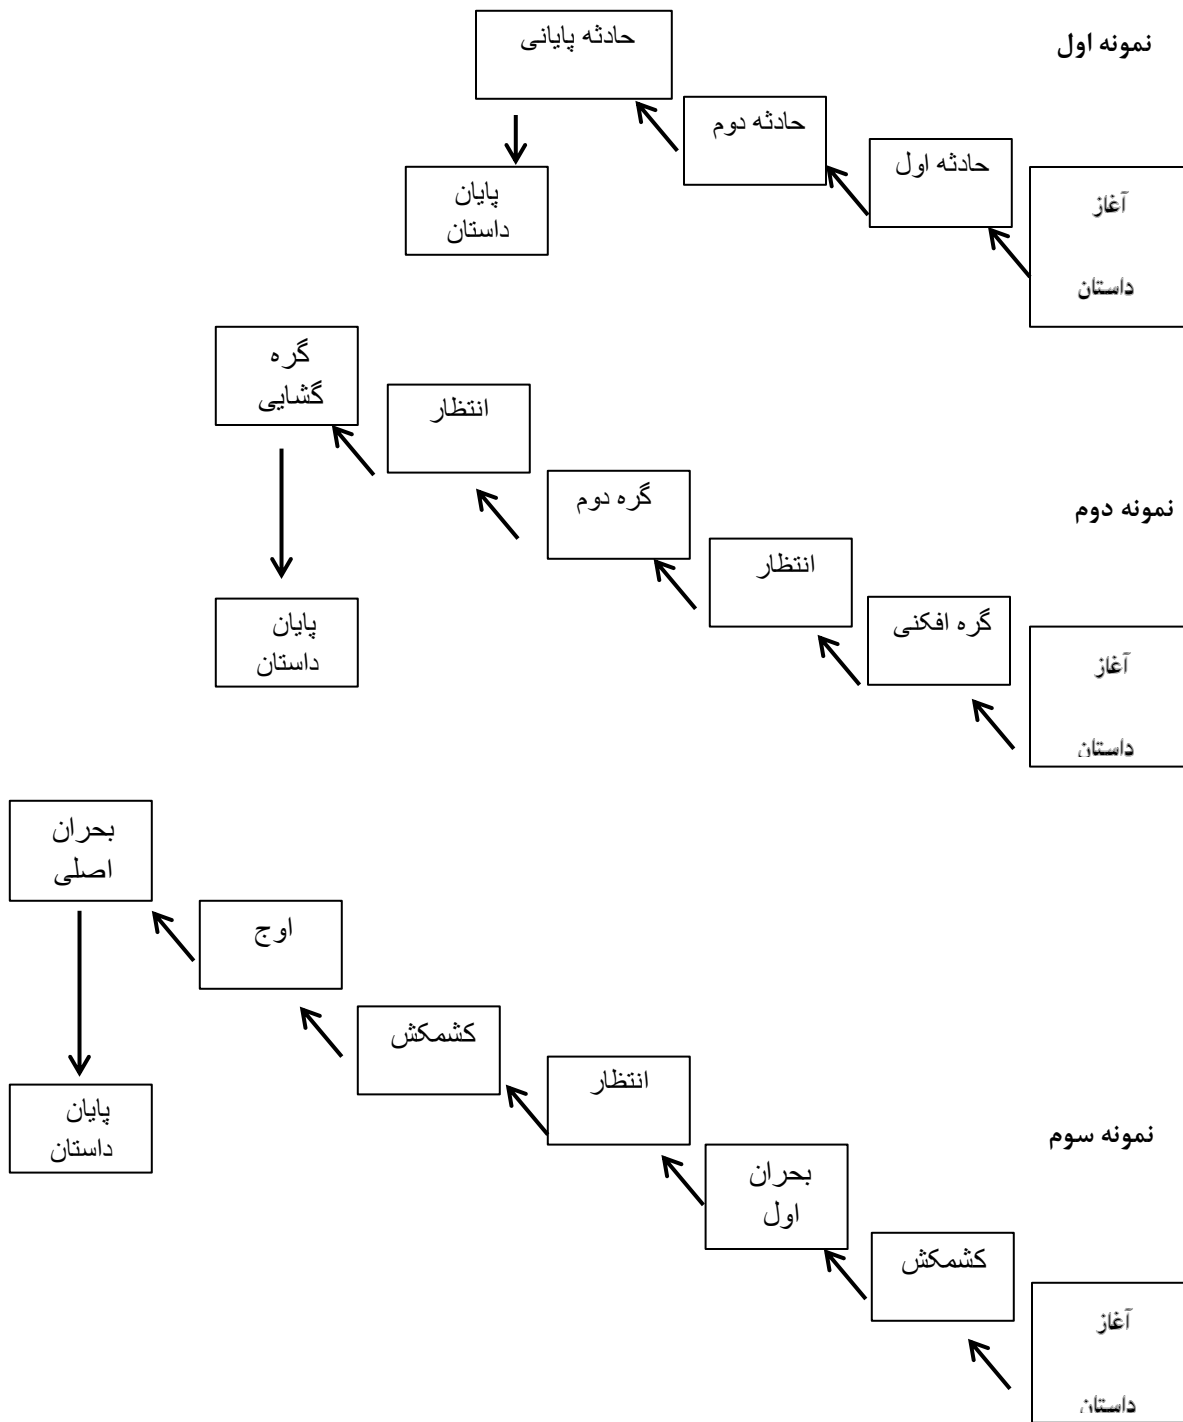 نمونه اول
آغاز
داستان
حادثه اول
حادثه دوم
حادثه پایانی
پایان
داستان
نمونه دوم
آغاز
داستان
گره افکنی
انتظار
گره دوم
انتظار
گره
گشایی
پایان
داستان
نمونه سوم
آغاز
داستان
کشمکش
بحران
اول
انتظار
کشمکش
اوج
بحران
اصلی
پایان
داستان